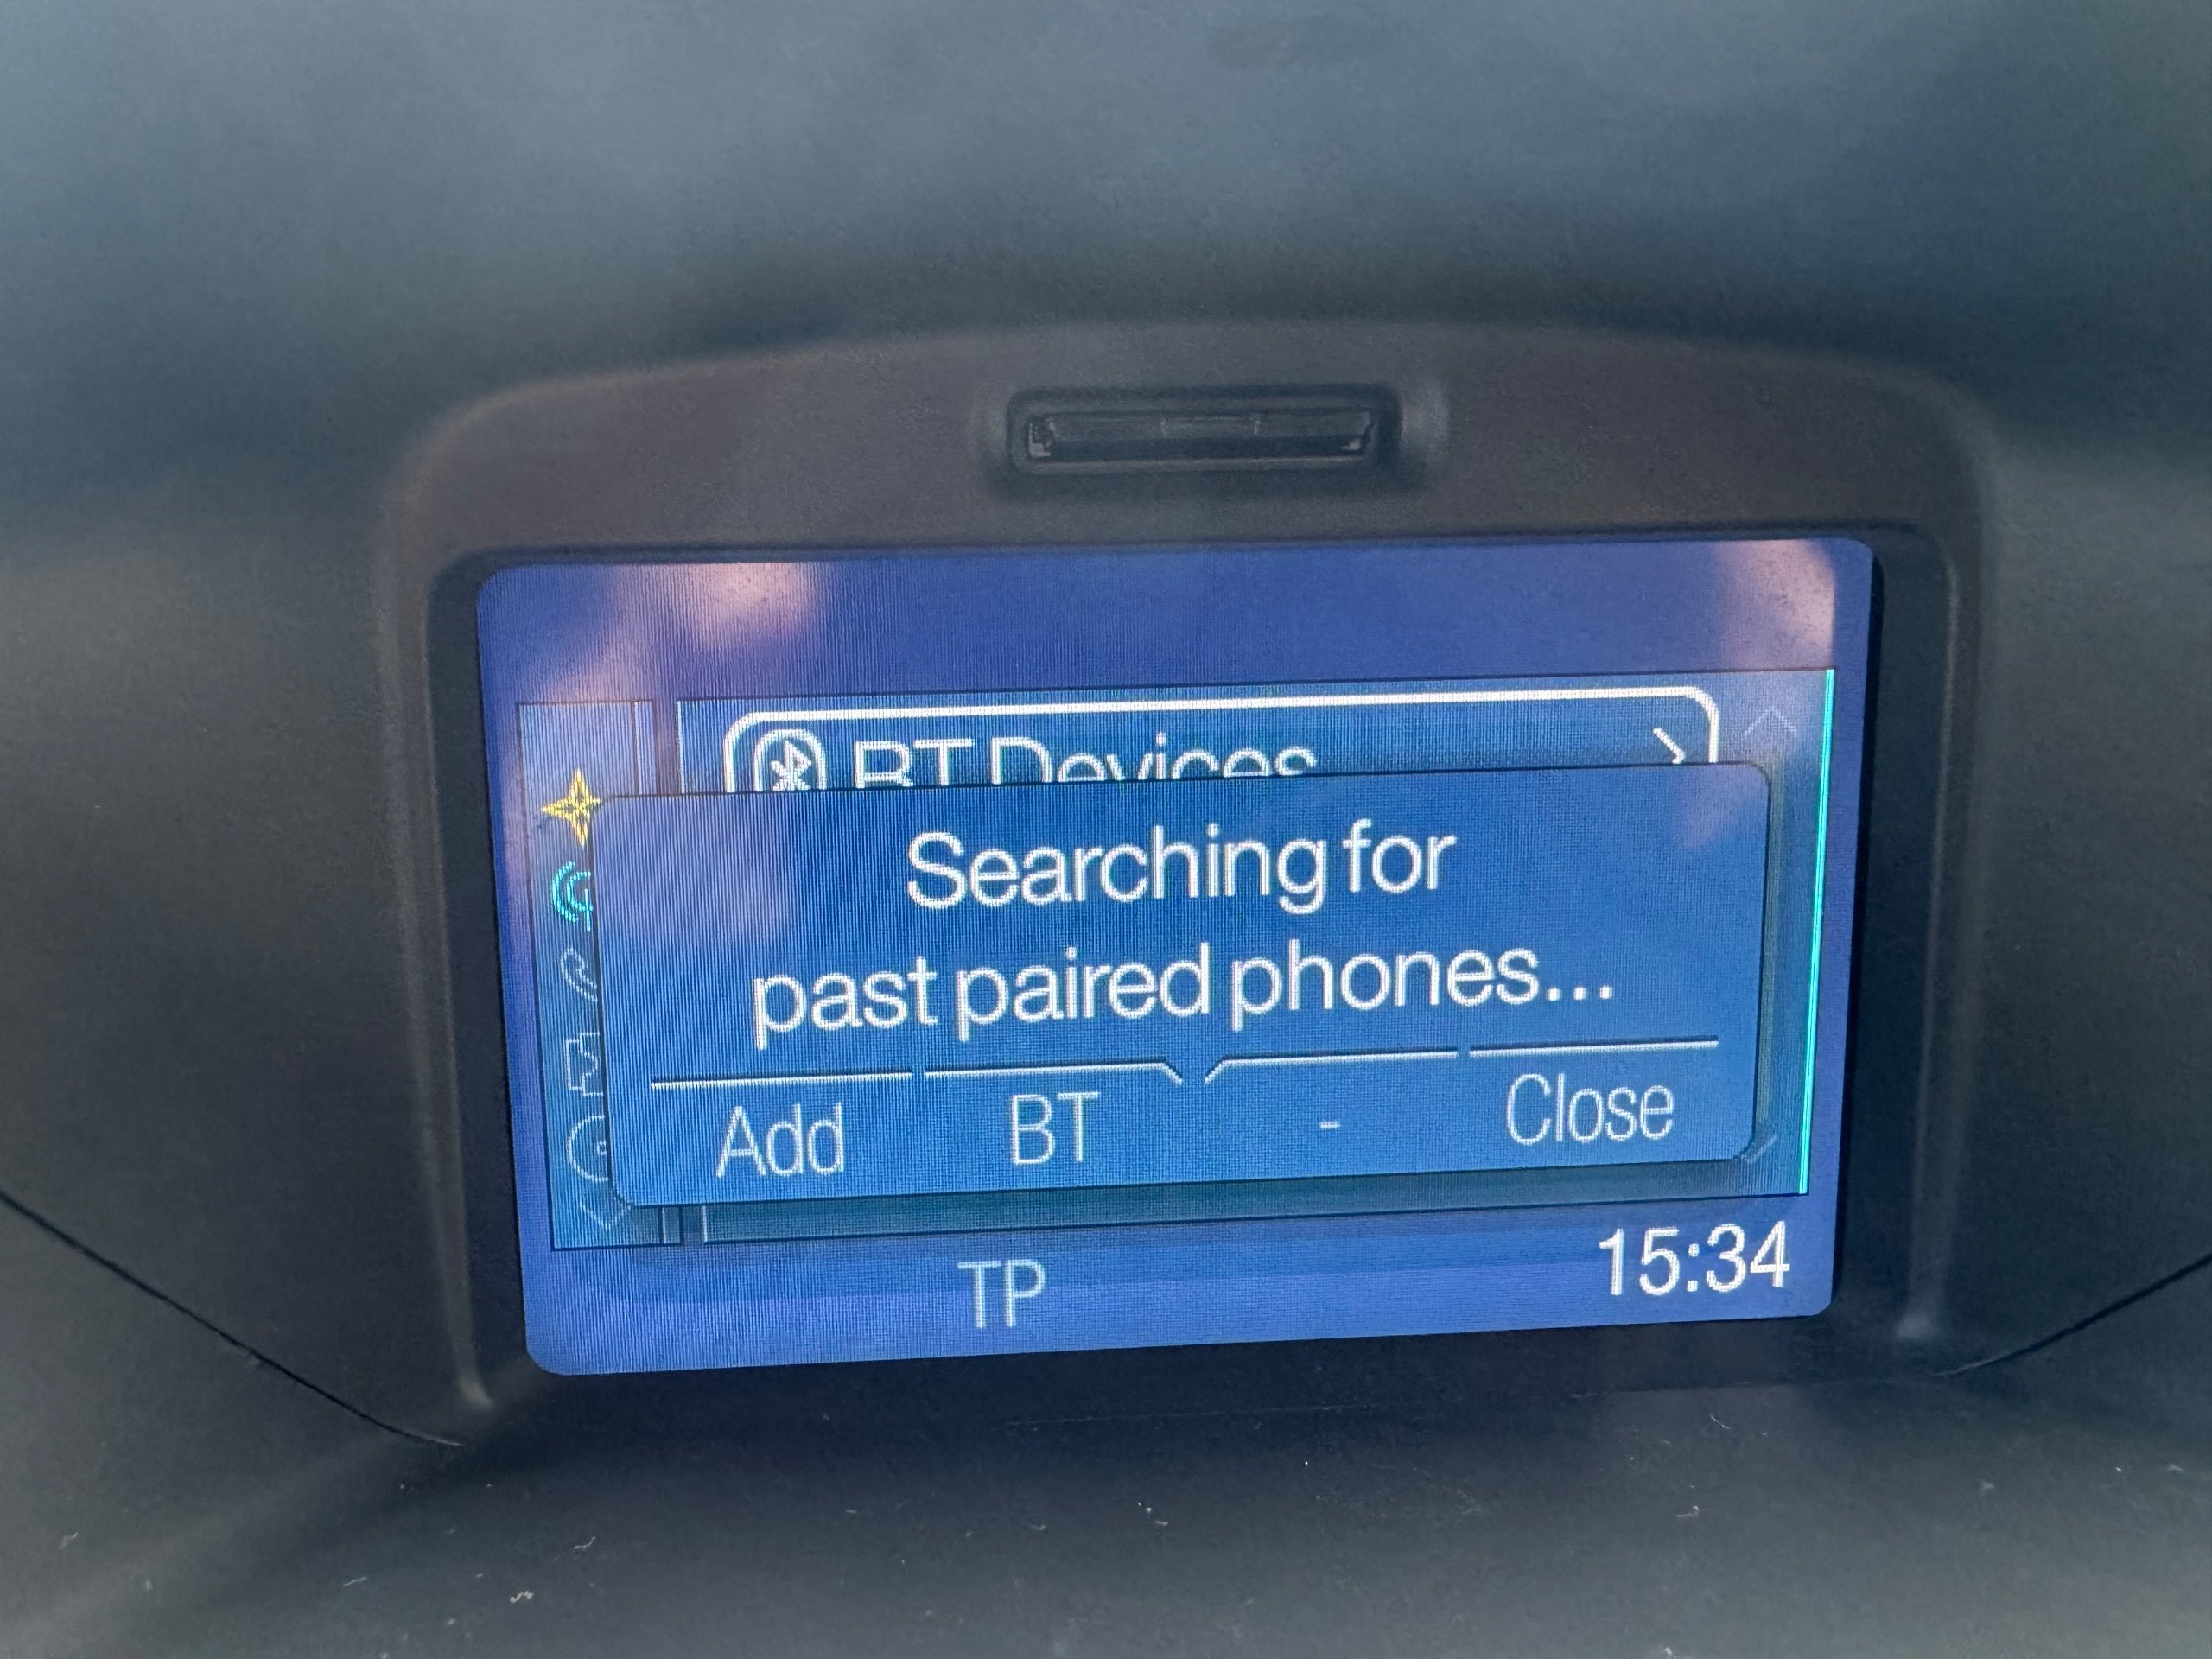 BT Devices
Searching for
past paired phones...
Add BT - Close
TP 15:34